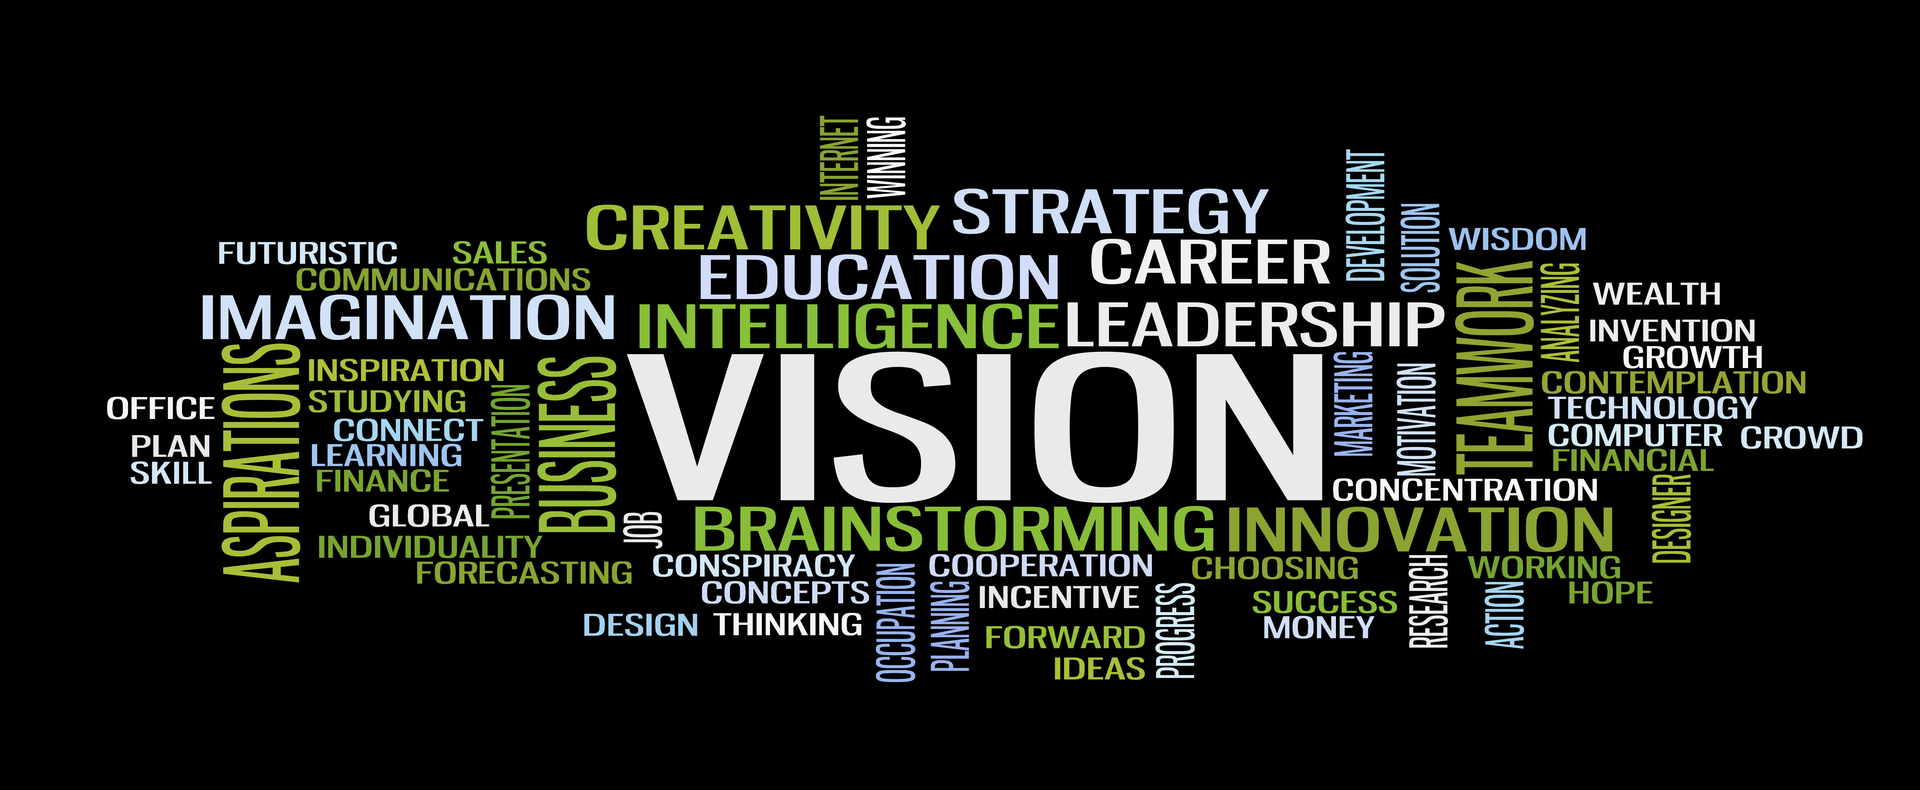 INTERNET
WINNING
CREATIVITY
STRATEGY
DEVELOPMENT
SOLUTION
WISDOM
FUTURISTIC
SALES
COMMUNICATIONS
EDUCATION
CAREER
IMAGINATION
INTELLIGENCE
LEADERSHIP
TEAMWORK
ANALYZING
WEALTH
INVENTION
GROWTH
CONTEMPLATION
TECHNOLOGY
COMPUTER
CROWD
FINANCIAL
DESIGNER
ASPIRATIONS
INSPIRATION
STUDYING
CONNECT
LEARNING
FINANCE
PRESENTATION
BUSINESS
VISION
MARKETING
MOTIVATION
OFFICE
PLAN
SKILL
GLOBAL
INDIVIDUALITY
FORECASTING
JOB
BRAINSTORMING
INNOVATION
CONCENTRATION
CONSPIRACY
COOPERATION
CHOOSING
WORKING
CONCEPTS
OCCUPATION
PLANNING
INCENTIVE
PROGRESS
SUCCESS
RESEARCH
ACTION
HOPE
DESIGN
THINKING
FORWARD
MONEY
IDEAS